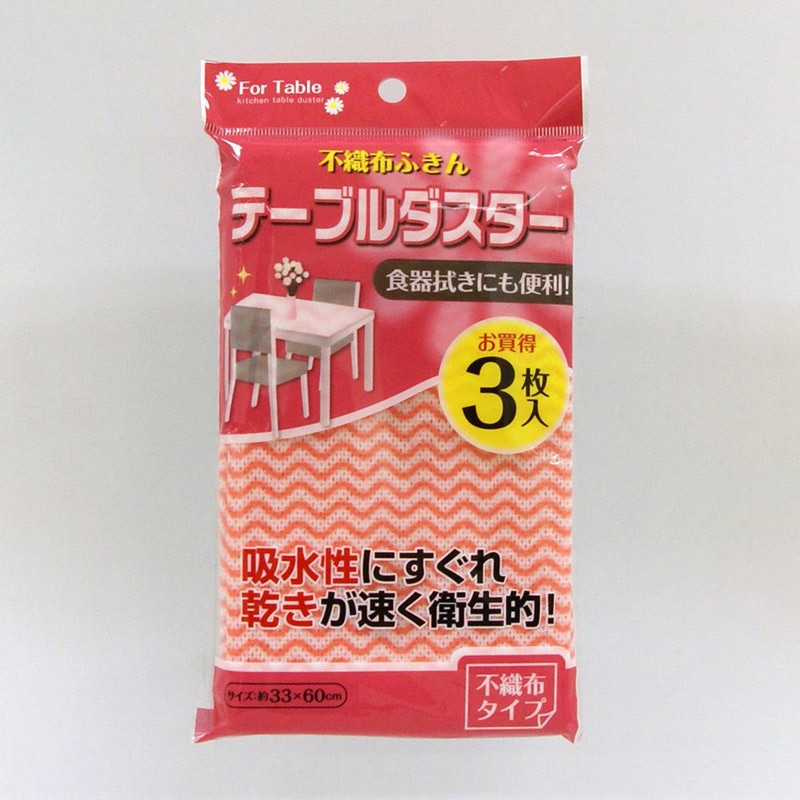 For Table
kitchen table duster
不織布ふきん
テーブルダスター
食器拭きにも便利!
お買得
3枚入
吸水性にすぐれ
乾きが速く衛生的!
サイズ:約33×60cm
不織布
タイプ